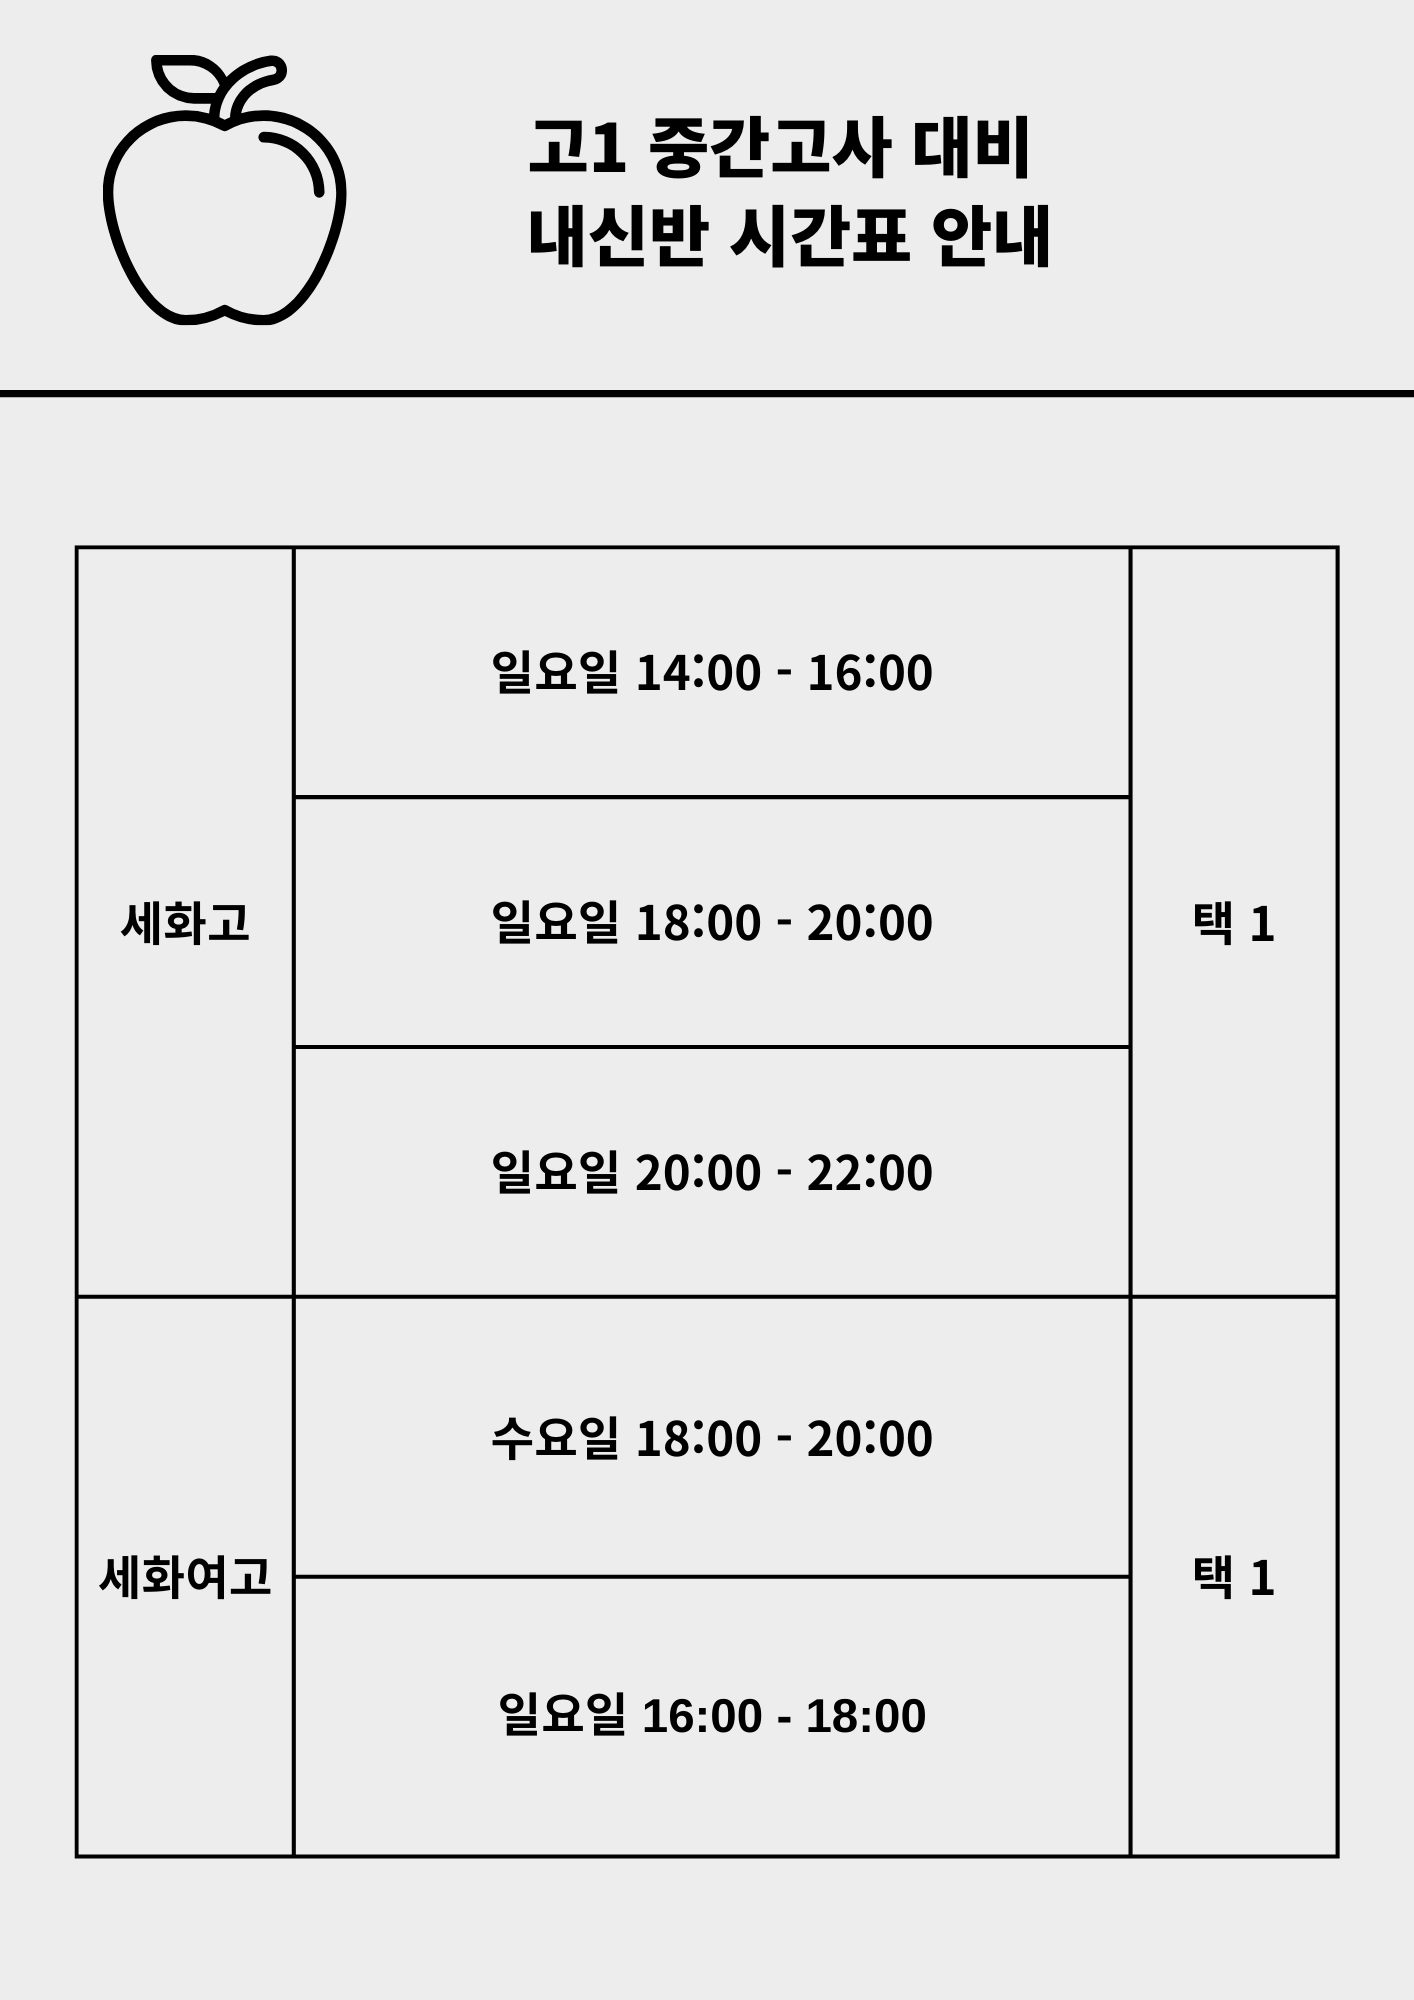 고1 중간고사 대비
내신반 시간표 안내
일요일 14:00 - 16:00
세화고
일요일 18:00 - 20:00
택 1
일요일 20:00 - 22:00
수요일 18:00 - 20:00
세화여고
택 1
일요일 16:00 - 18:00